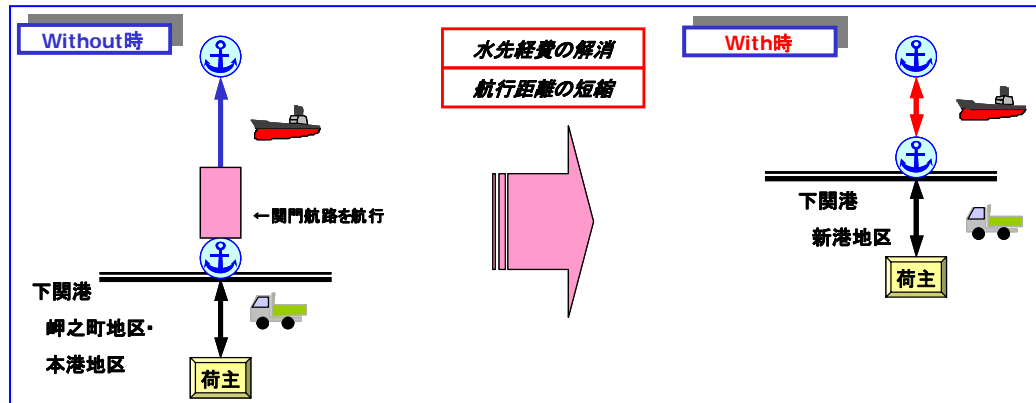 Without時
←関門航路を航行
下関港
岬之町地区・
本港地区
荷主
水先経費の解消
航行距離の短縮
With時
下関港
新港地区
荷主